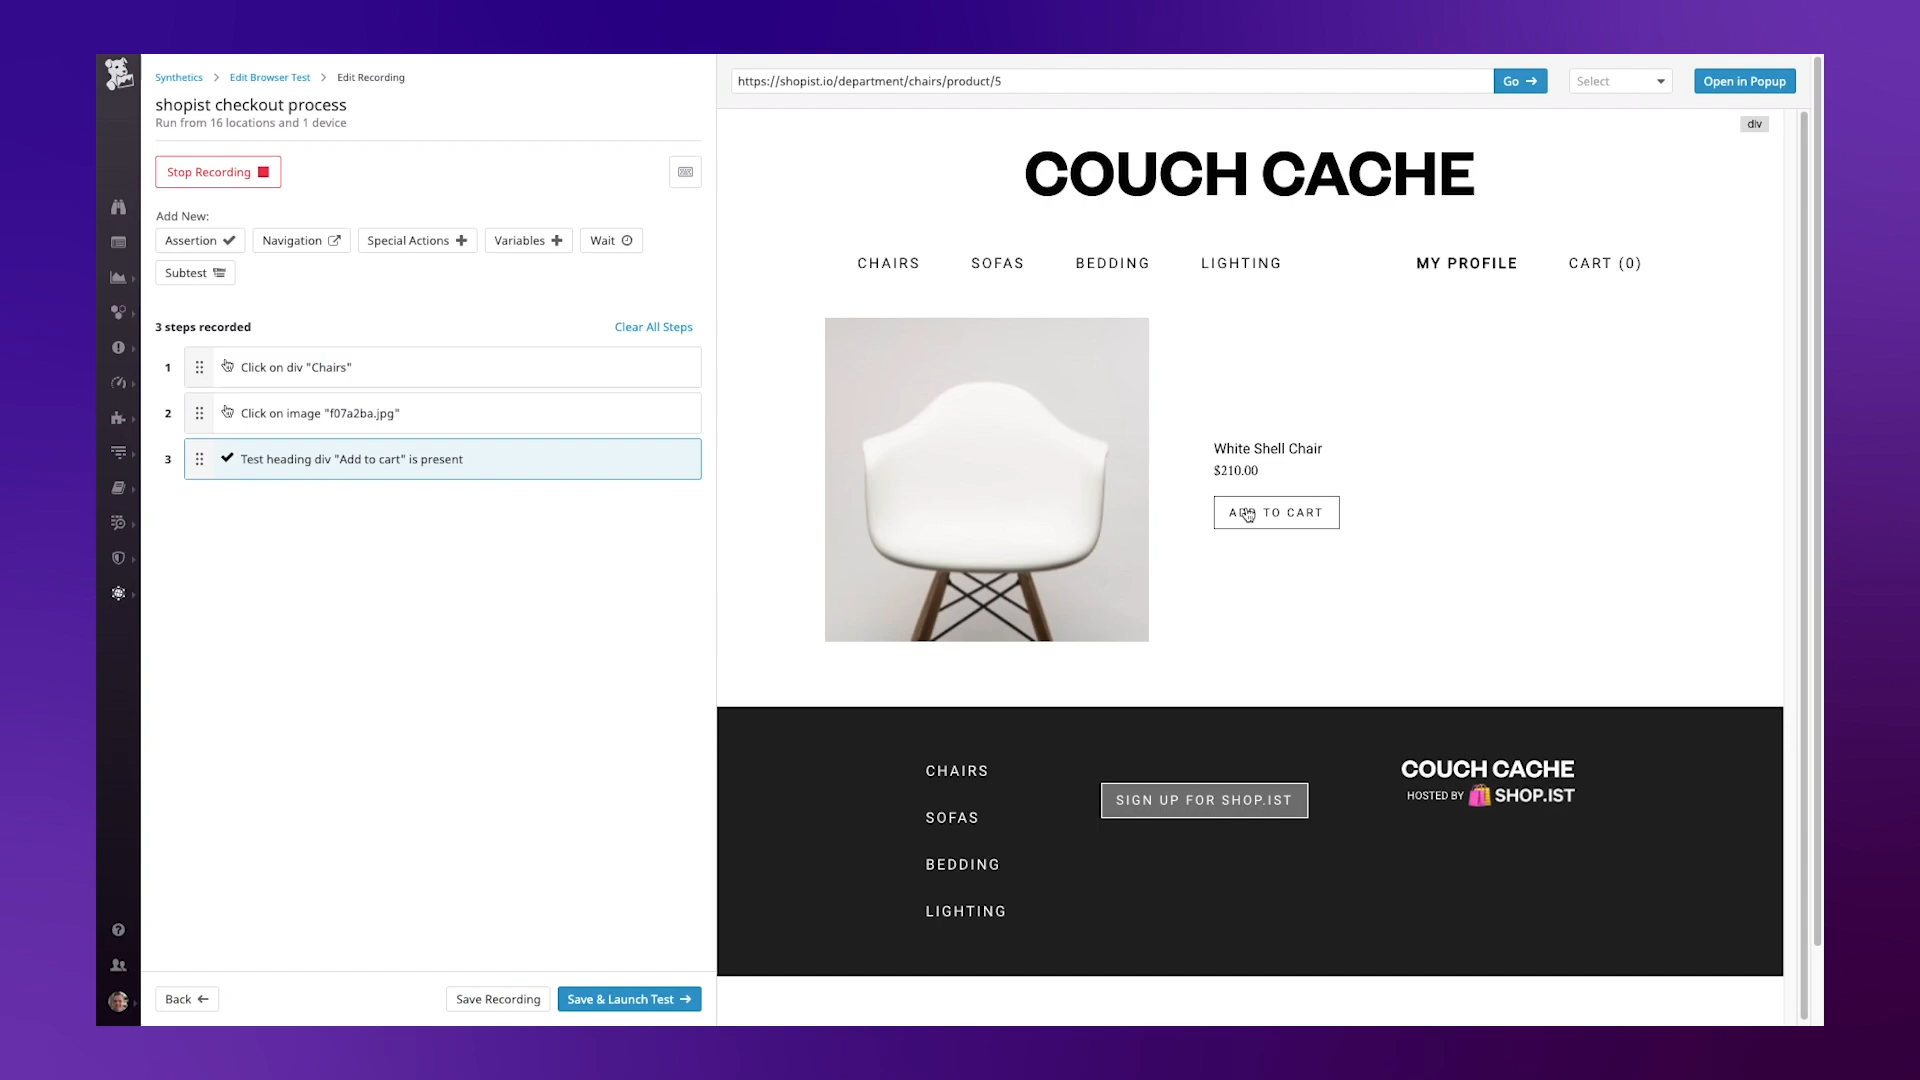 Synthetics > Edit Browser Test > Edit Recording
shopist checkout process
Run from 16 locations and 1 device
Stop Recording
Add New:
Assertion
Navigation
Special Actions
Variables
Wait
Subtest
3 steps recorded
Clear All Steps
1 Click on div "Chairs"
2 Click on image "f07a2ba.jpg"
3 Test heading div "Add to cart" is present
Back
Save Recording
Save & Launch Test
https://shopist.io/department/chairs/product/5
Go
Select
Open in Popup
div
COUCH CACHE
CHAIRS
SOFAS
BEDDING
LIGHTING
MY PROFILE
CART (0)
White Shell Chair
$210.00
ADD TO CART
CHAIRS
SOFAS
BEDDING
LIGHTING
SIGN UP FOR SHOP.IST
COUCH CACHE
HOSTED BY SHOP.IST